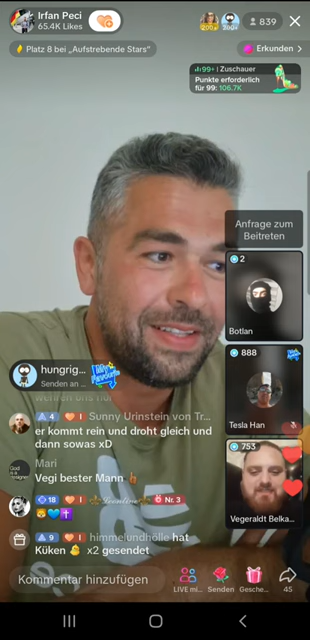 Irfan Peci
65.4K Likes
839
Platz 8 bei „Aufstrebende Stars“
Erkunden
99+ | Zuschauer
Punkte erforderlich
für 99: 106.7K
Anfrage zum
Beitreten
2
Botlan
888
Tesla Han
753
Vegeraldt Belka...
hungrig...
Senden an ...
4 1 Sunny Urinstein von Tr...
er kommt rein und droht gleich und
dann sowas xD
Mari
Vegi bester Mann
18 1 Nr. 3
9 1 himmelundhölle hat
Küken x2 gesendet
Kommentar hinzufügen
LIVE mi...
Senden
Gesche...
45